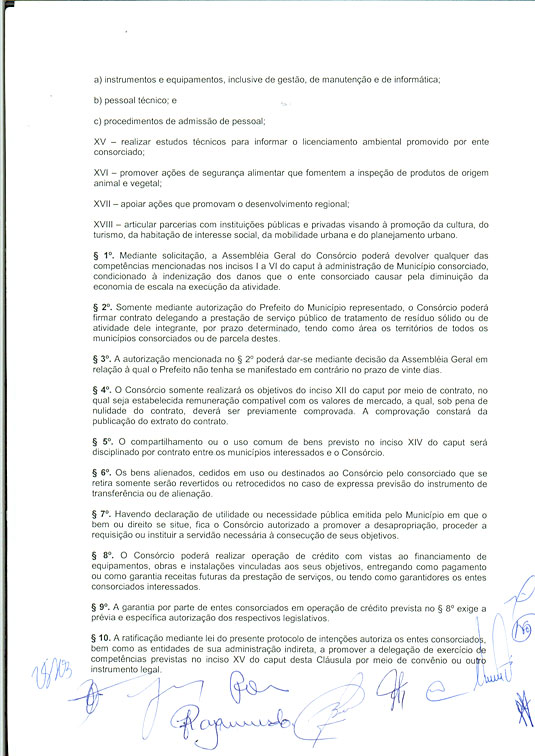 a) instrumentos e equipamentos, inclusive de gestão, de manutenção e de informática;
b) pessoal técnico; e
c) procedimentos de admissão de pessoal;
XV – realizar estudos técnicos para informar o licenciamento ambiental promovido por ente
consorciado;
XVI – promover ações de segurança alimentar que fomentem a inspeção de produtos de origem
animal e vegetal;
XVII – apoiar ações que promovam o desenvolvimento regional;
XVIII – articular parcerias com instituições públicas e privadas visando à promoção da cultura, do
turismo, da habitação de interesse social, da mobilidade urbana e do planejamento urbano.
§ 1º. Mediante solicitação, a Assembléia Geral do Consórcio poderá devolver qualquer das
competências mencionadas nos incisos I a VI do caput à administração de Município consorciado,
condicionado à indenização dos danos que o ente consorciado causar pela diminuição da
economia de escala na execução da atividade.
§ 2º. Somente mediante autorização do Prefeito do Município representado, o Consórcio poderá
firmar contrato delegando a prestação de serviço público de tratamento de resíduo sólido ou de
atividade dele integrante, por prazo determinado, tendo como área os territórios de todos os
municípios consorciados ou de parcela destes.
§ 3º. A autorização mencionada no § 2º poderá dar-se mediante decisão da Assembléia Geral em
relação à qual o Prefeito não tenha se manifestado em contrário no prazo de vinte dias.
§ 4º. O Consórcio somente realizará os objetivos do inciso XII do caput por meio de contrato, no
qual seja estabelecida remuneração compatível com os valores de mercado, a qual, sob pena de
nulidade do contrato, deverá ser previamente comprovada. A comprovação constará da
publicação do extrato do contrato.
§ 5º. O compartilhamento ou o uso comum de bens previsto no inciso XIV do caput será
disciplinado por contrato entre os municípios interessados e o Consórcio.
§ 6º. Os bens alienados, cedidos em uso ou destinados ao Consórcio pelo consorciado que se
retira somente serão revertidos ou retrocedidos no caso de expressa previsão do instrumento de
transferência ou de alienação.
§ 7º. Havendo declaração de utilidade ou necessidade pública emitida pelo Município em que o
bem ou direito se situe, fica o Consórcio autorizado a promover a desapropriação, proceder a
requisição ou instituir a servidão necessária à consecução de seus objetivos.
§ 8º. O Consórcio poderá realizar operação de crédito com vistas ao financiamento de
equipamentos, obras e instalações vinculadas aos seus objetivos, entregando como pagamento
ou como garantia receitas futuras da prestação de serviços, ou tendo como garantidores os entes
consorciados interessados.
§ 9º. A garantia por parte de entes consorciados em operação de crédito prevista no § 8º exige a
prévia e específica autorização dos respectivos legislativos.
§ 10. A ratificação mediante lei do presente protocolo de intenções autoriza os entes consorciados,
bem como as entidades de sua administração indireta, a promover a delegação de exercício de
competências previstas no inciso XV do caput desta Cláusula por meio de convênio ou outro
instrumento legal.